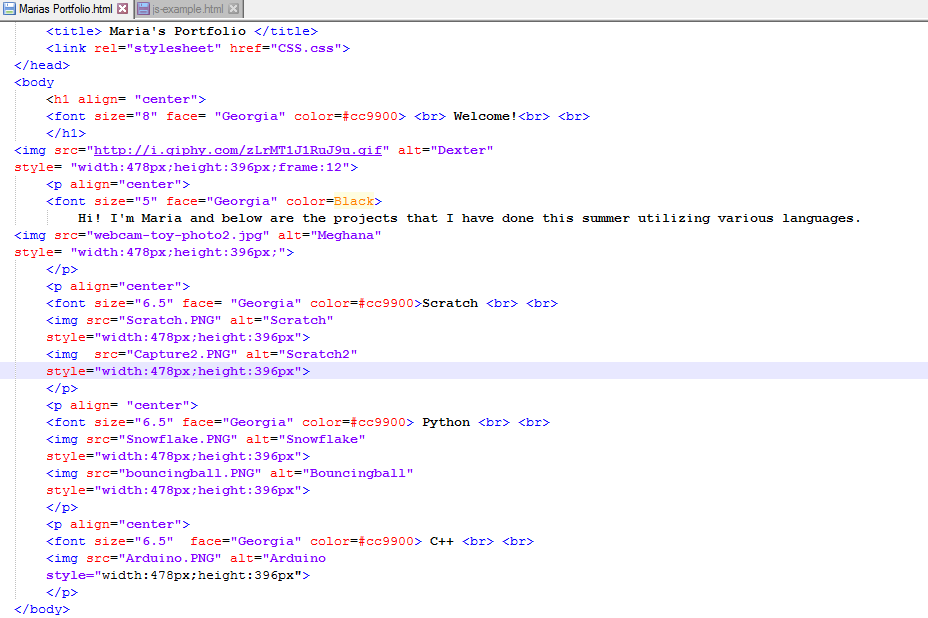 Marias Portfolio.html js-example.html
<title> Maria's Portfolio </title>
<link rel="stylesheet" href="CSS.css">
</head>
<body
<h1 align= "center">
<font size="8" face= "Georgia" color=#cc9900> <br> Welcome!<br> <br>
</h1>
<img src="http://i.giphy.com/zLrMT1J1RuJ9u.gif" alt="Dexter"
style= "width:478px;height:396px;frame:12">
<p align="center">
<font size="5" face="Georgia" color=Black>
Hi! I'm Maria and below are the projects that I have done this summer utilizing various languages.
<img src="webcam-toy-photo2.jpg" alt="Meghana"
style= "width:478px;height:396px;">
</p>
<p align="center">
<font size="6.5" face= "Georgia" color=#cc9900>Scratch <br> <br>
<img src="Scratch.PNG" alt="Scratch"
style="width:478px;height:396px">
<img  src="Capture2.PNG" alt="Scratch2"
style="width:478px;height:396px">
</p>
<p align= "center">
<font size="6.5" face="Georgia" color=#cc9900> Python <br> <br>
<img src="Snowflake.PNG" alt="Snowflake"
style="width:478px;height:396px">
<img src="bouncingball.PNG" alt="Bouncingball"
style="width:478px;height:396px">
</p>
<p align="center">
<font size="6.5"  face="Georgia" color=#cc9900> C++ <br> <br>
<img src="Arduino.PNG" alt="Arduino
style="width:478px;height:396px">
</p>
</body>